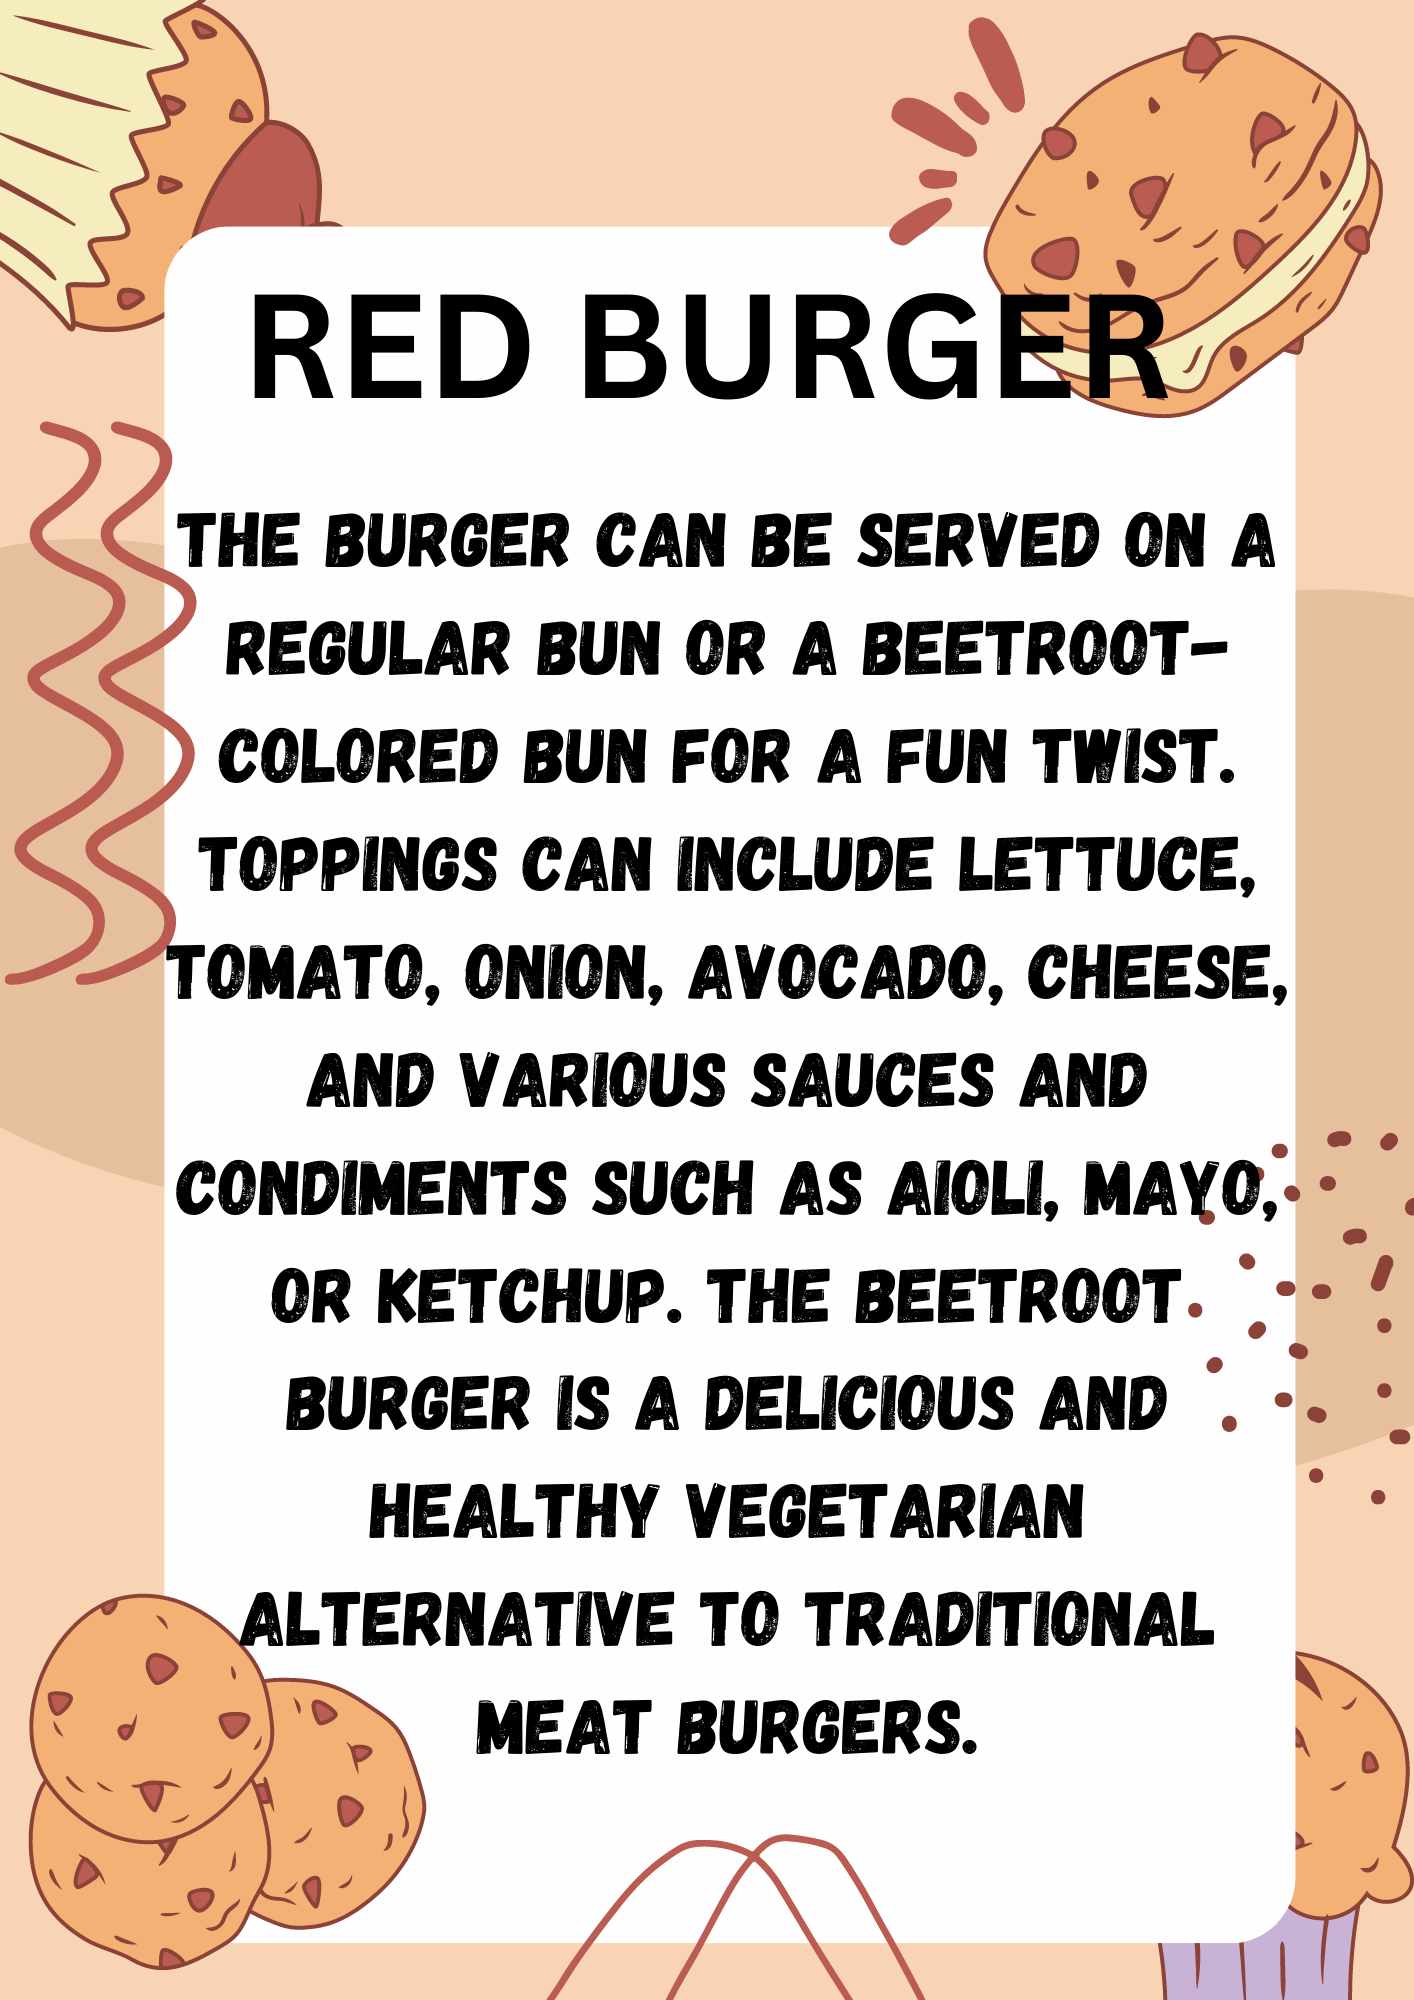 RED BURGER
THE BURGER CAN BE SERVED ON A
REGULAR BUN OR A BEETROOT-
COLORED BUN FOR A FUN TWIST.
TOPPINGS CAN INCLUDE LETTUCE,
TOMATO, ONION, AVOCADO, CHEESE,
AND VARIOUS SAUCES AND
CONDIMENTS SUCH AS AIOLI, MAYO,
OR KETCHUP. THE BEETROOT
BURGER IS A DELICIOUS AND
HEALTHY VEGETARIAN
ALTERNATIVE TO TRADITIONAL
MEAT BURGERS.